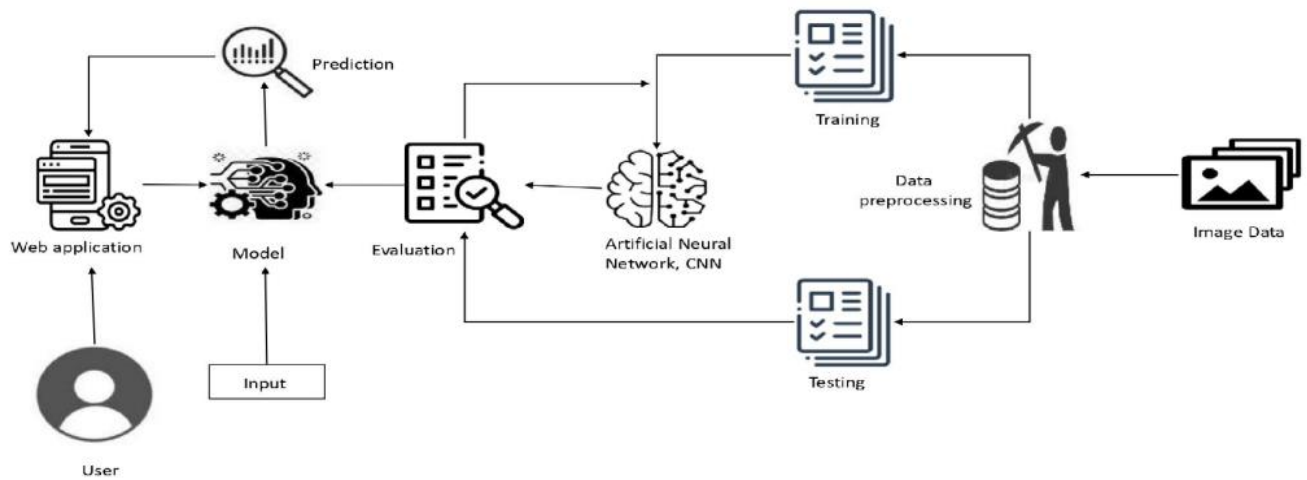 Prediction
Training
Web application
Model
Evaluation
Artificial Neural
Network, CNN
Data
preprocessing
Image Data
Input
Testing
User